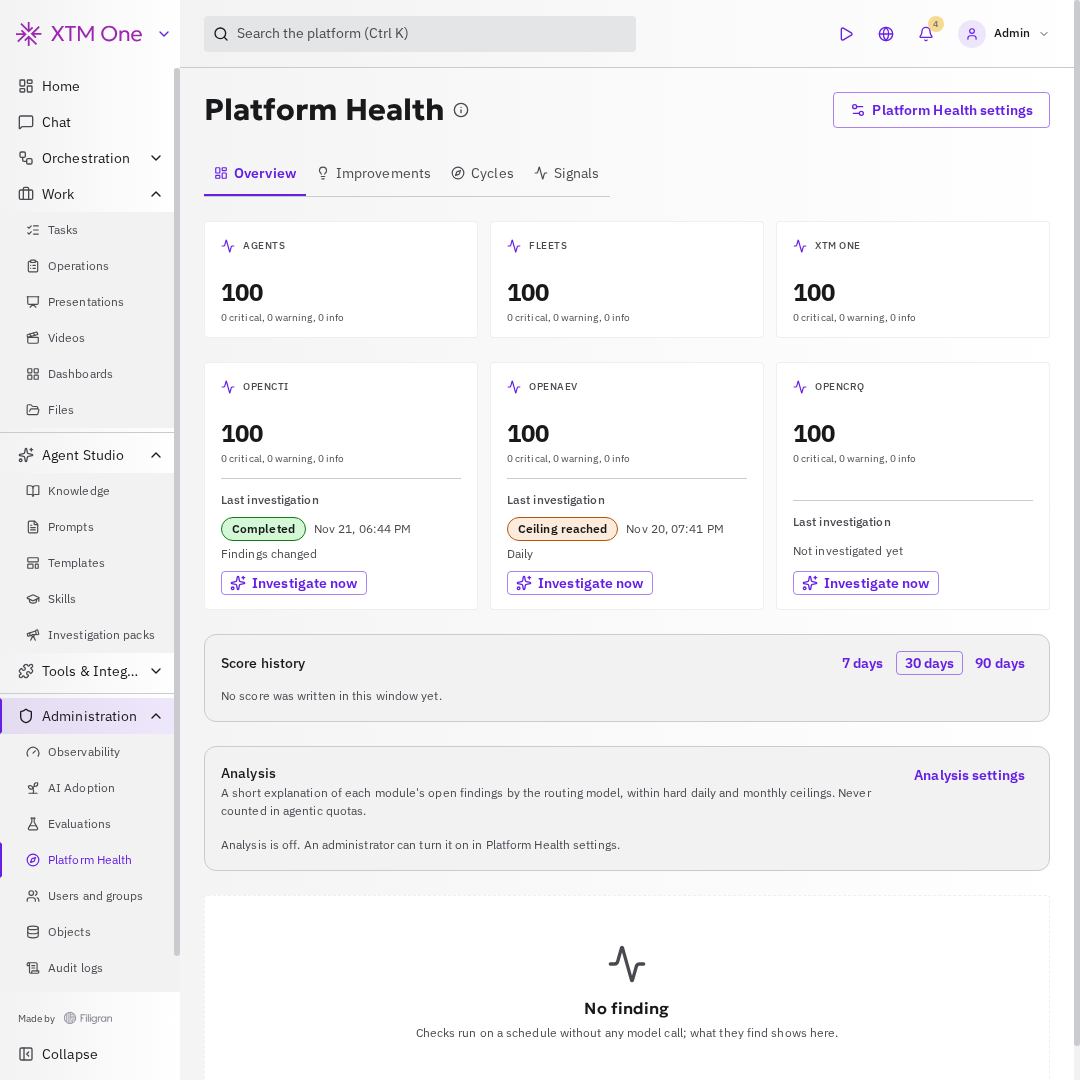 XTM One
Search the platform (Ctrl K)
4
Admin
Home
Chat
Orchestration
Work
Tasks
Operations
Presentations
Videos
Dashboards
Files
Agent Studio
Knowledge
Prompts
Templates
Skills
Investigation packs
Tools & Integ...
Administration
Observability
AI Adoption
Evaluations
Platform Health
Users and groups
Objects
Audit logs
Made by Filigran
Collapse
Platform Health
Platform Health settings
Overview Improvements Cycles Signals
AGENTS
100
0 critical, 0 warning, 0 info
FLEETS
100
0 critical, 0 warning, 0 info
XTM ONE
100
0 critical, 0 warning, 0 info
OPENCTI
100
0 critical, 0 warning, 0 info
Last investigation
Completed Nov 21, 06:44 PM
Findings changed
Investigate now
OPENAEV
100
0 critical, 0 warning, 0 info
Last investigation
Ceiling reached Nov 20, 07:41 PM
Daily
Investigate now
OPENCRQ
100
0 critical, 0 warning, 0 info
Last investigation
Not investigated yet
Investigate now
Score history
7 days 30 days 90 days
No score was written in this window yet.
Analysis
Analysis settings
A short explanation of each module's open findings by the routing model, within hard daily and monthly ceilings. Never
counted in agentic quotas.
Analysis is off. An administrator can turn it on in Platform Health settings.
No finding
Checks run on a schedule without any model call; what they find shows here.